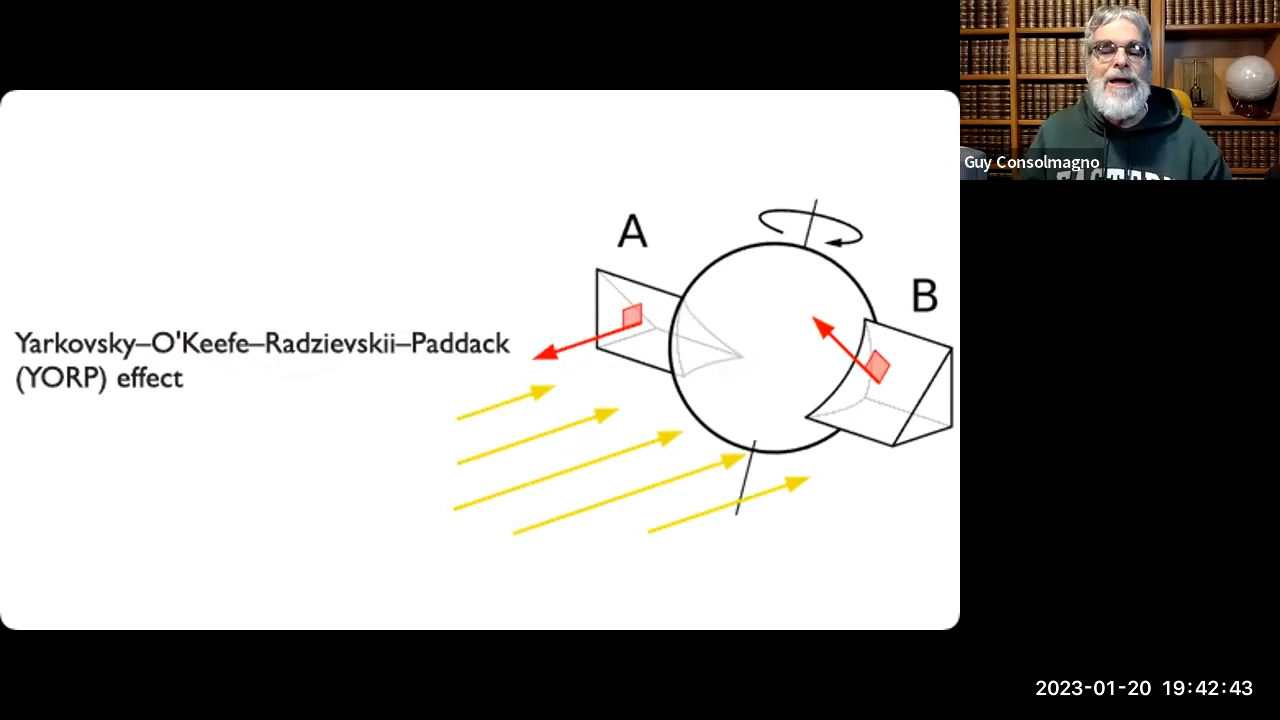 Guy Consolmagno
A
B
Yarkovsky–O'Keefe–Radzievskii–Paddack
(YORP) effect
2023-01-20 19:42:43